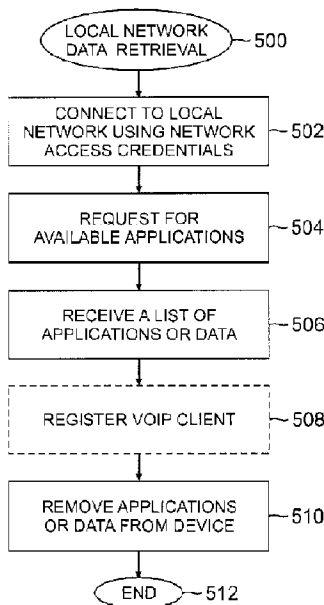 LOCAL NETWORK
DATA RETRIEVAL
500
CONNECT TO LOCAL
NETWORK USING NETWORK
ACCESS CREDENTIALS
502
REQUEST FOR
AVAILABLE APPLICATIONS
504
RECEIVE A LIST OF
APPLICATIONS OR DATA
506
REGISTER VOIP CLIENT
508
REMOVE APPLICATIONS
OR DATA FROM DEVICE
510
END
512